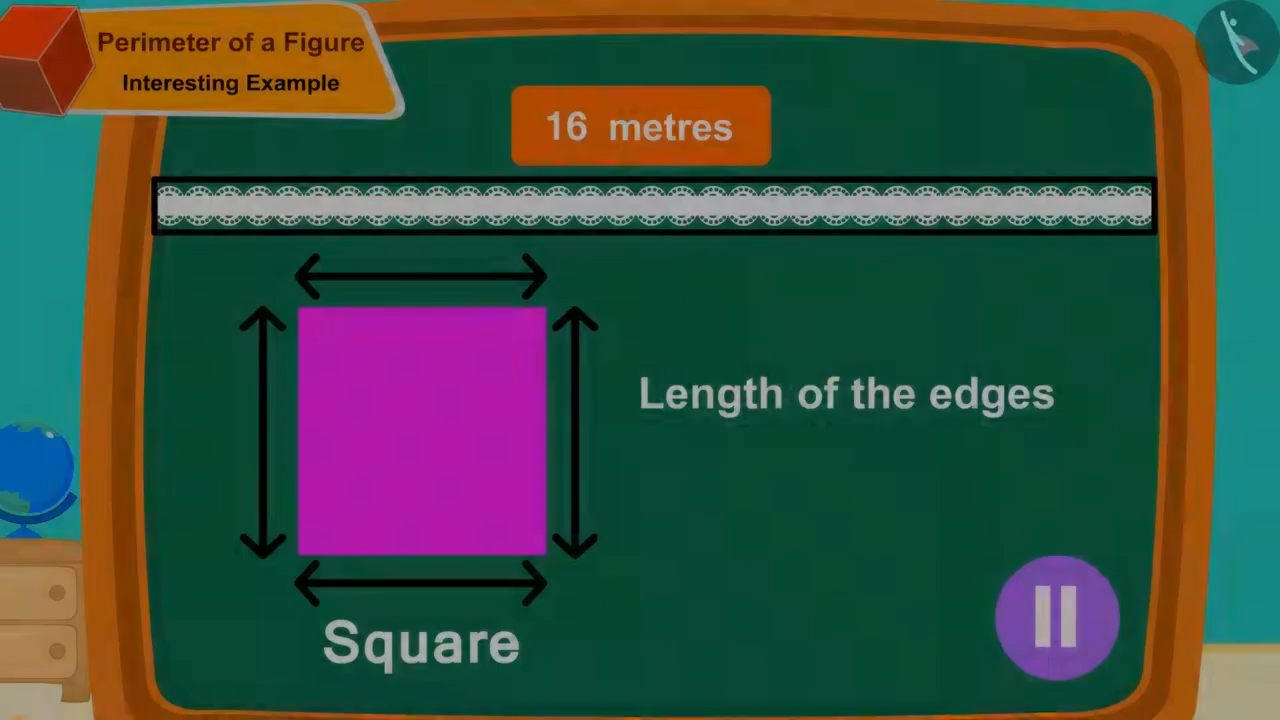 Perimeter of a Figure
Interesting Example
16 metres
Length of the edges
Square